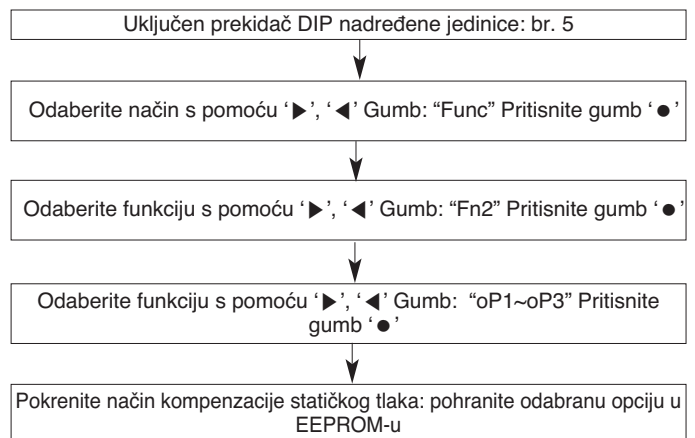 Uključen prekidač DIP nadređene jedinice: br. 5
Odaberite način s pomoću ‘▶’, ‘◀’ Gumb: “Func” Pritisnite gumb ‘●’
Odaberite funkciju s pomoću ‘▶’, ‘◀’ Gumb: “Fn2” Pritisnite gumb ‘●’
Odaberite funkciju s pomoću ‘▶’, ‘◀’ Gumb: “oP1~oP3” Pritisnite
gumb ‘●’
Pokrenite način kompenzacije statičkog tlaka: pohranite odabranu opciju u
EEPROM-u